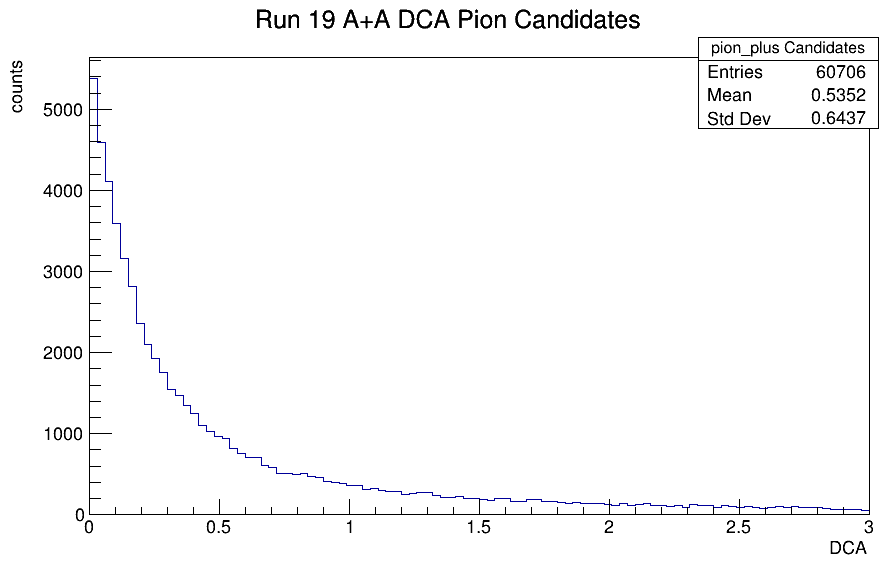 Run 19 A+A DCA Pion Candidates
pion_plus Candidates
Entries 60706
Mean 0.5352
Std Dev 0.6437
counts
5000
4000
3000
2000
1000
0
0 0.5 1 1.5 2 2.5 3
DCA